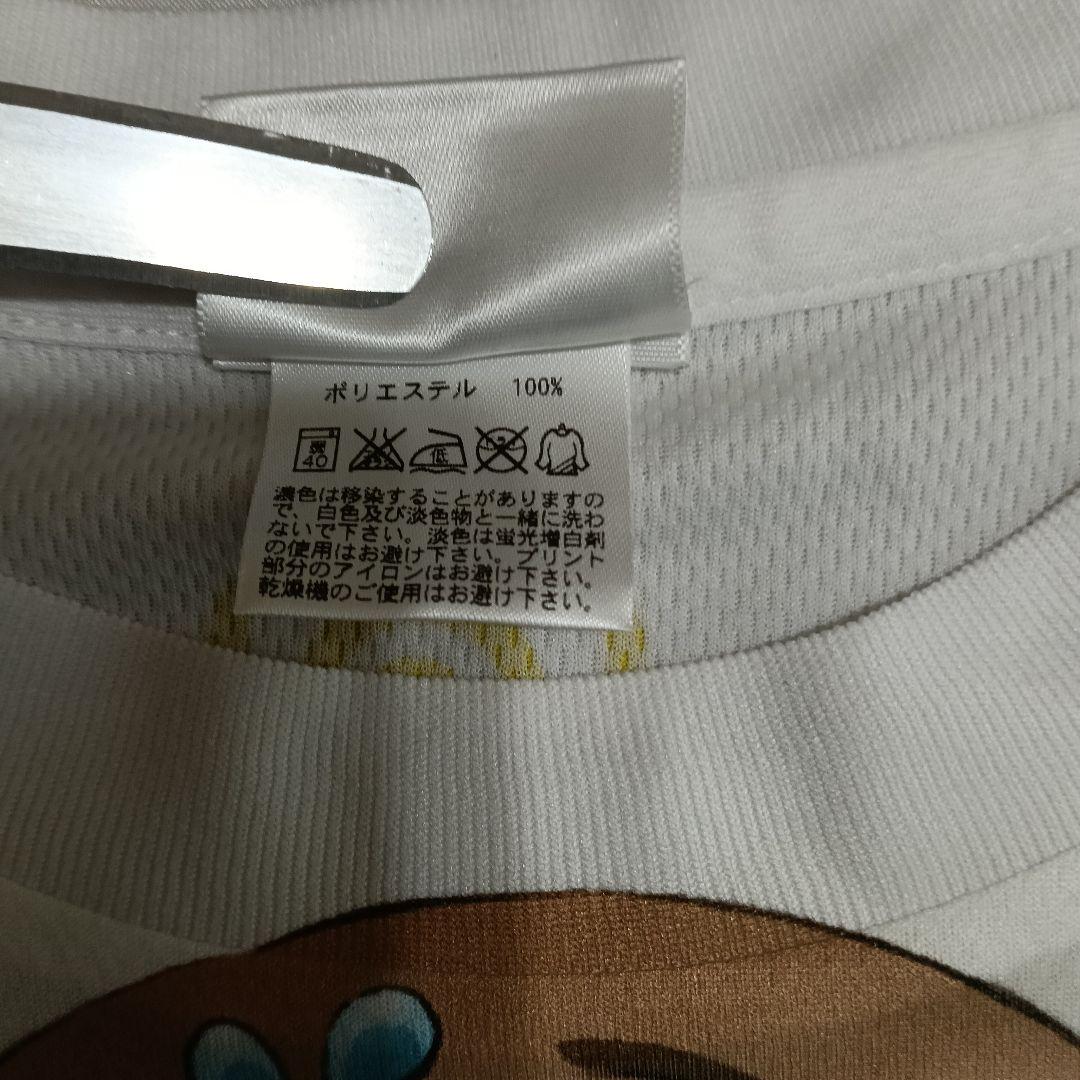 ポリエステル 100%
弱
40
低
濃色は移染することがありますの
で、白色及び淡色物と一緒に洗わ
ないで下さい。淡色は蛍光増白剤
の使用はお避け下さい。プリント
部分のアイロンはお避け下さい。
乾燥機のご使用はお避け下さい。